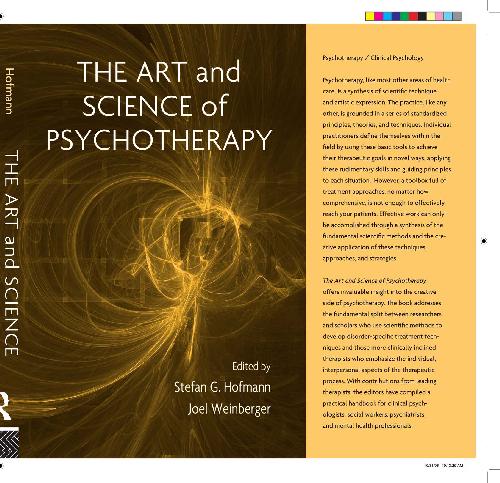 Hofmann
THE ART and SCIENCE
THE ART and
SCIENCE of
PSYCHOTHERAPY
Edited by
Stefan G. Hofmann
Joel Weinberger
Psychotherapy / Clinical Psychology
Psychotherapy, like most other areas of health
care, is a synthesis of scientific technique
and artistic expression. The practice, like any
other, is grounded in a series of standardized
principles, theories, and techniques. Individual
practitioners define themselves within the
field by using these basic tools to achieve
their therapeutic goals in novel ways, applying
these rudimentary skills and guiding principles
to each situation. However, a toolbox full of
treatment approaches, no matter how
comprehensive, is not enough to effectively
reach your patients. Effective work can only
be accomplished through a synthesis of the
fundamental scientific methods and the cre-
ative application of these techniques,
approaches, and strategies.
The Art and Science of Psychotherapy
offers invaluable insight into the creative
side of psychotherapy. The book addresses
the fundamental split between researchers
and scholars who use scientific methods to
develop disorder-specific treatment tech-
niques and those more clinically inclined
therapists who emphasize the individual,
interpersonal aspects of the therapeutic
process. With contributions from leading
therapists, the editors have compiled a
practical handbook for clinical psych-
ologists, social workers, psychiatrists,
and mental health professionals.